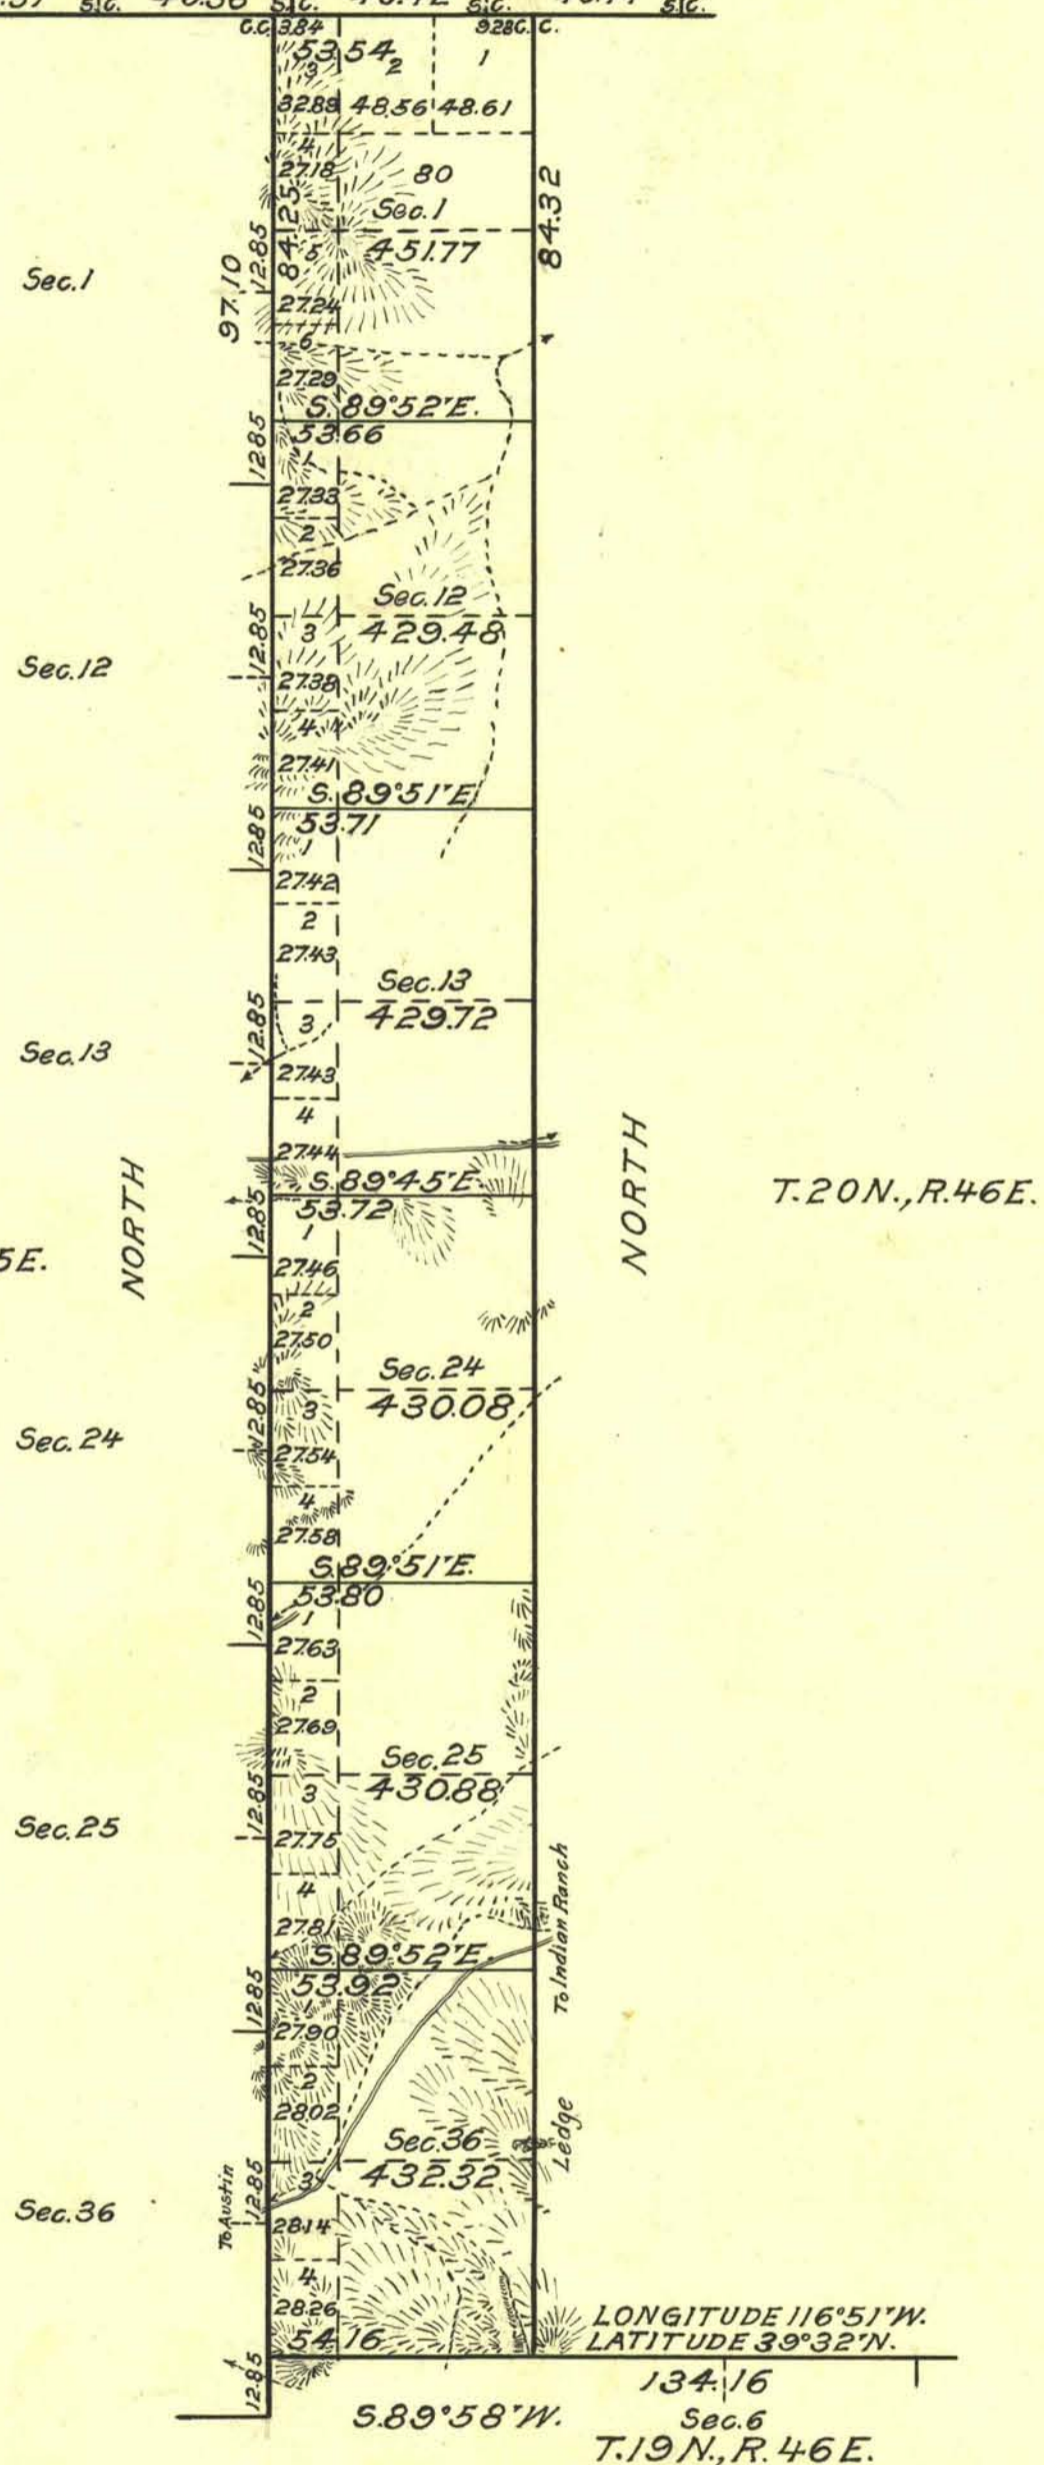 S.C. 40.38 S.C. S.C. S.C.
C.C. 3.84 9.28 C. C.
53.54 2 1
3
32.89 48.56 48.61
4
27.18 80
Sec. 1
84.25 451.77 84.32
5
97.10 12.85
Sec. 1
27.24
6
27.29
S. 89°52' E.
53.66
12.85
1
27.33
2
27.36
Sec. 12
12.85 3 429.48
Sec. 12
27.38
4
27.41
S. 89°51' E.
53.71
12.85
1
27.42
2
27.43
Sec. 13
12.85 3 429.72
Sec. 13
27.43
4
27.44
NORTH NORTH
S. 89°45' E.
T. 20 N., R. 46 E.
12.85 53.72
1
5E.
27.46
2
27.50
Sec. 24
12.85 3 430.08
Sec. 24
27.54
4
27.58
S. 89°51' E.
53.80
12.85
1
27.63
2
27.69
Sec. 25
12.85 3 430.88
Sec. 25
27.75
4
To Indian Ranch
27.81
S. 89°52' E.
53.92
12.85
1
27.90
2
28.02
Ledge
Sec. 36
12.85 3 432.32
To Austin
Sec. 36
28.14
4
28.26
LONGITUDE 116°51' W.
54.16 LATITUDE 39°32' N.
12.85
134.16
S. 89°58' W. Sec. 6
T. 19 N., R. 46 E.